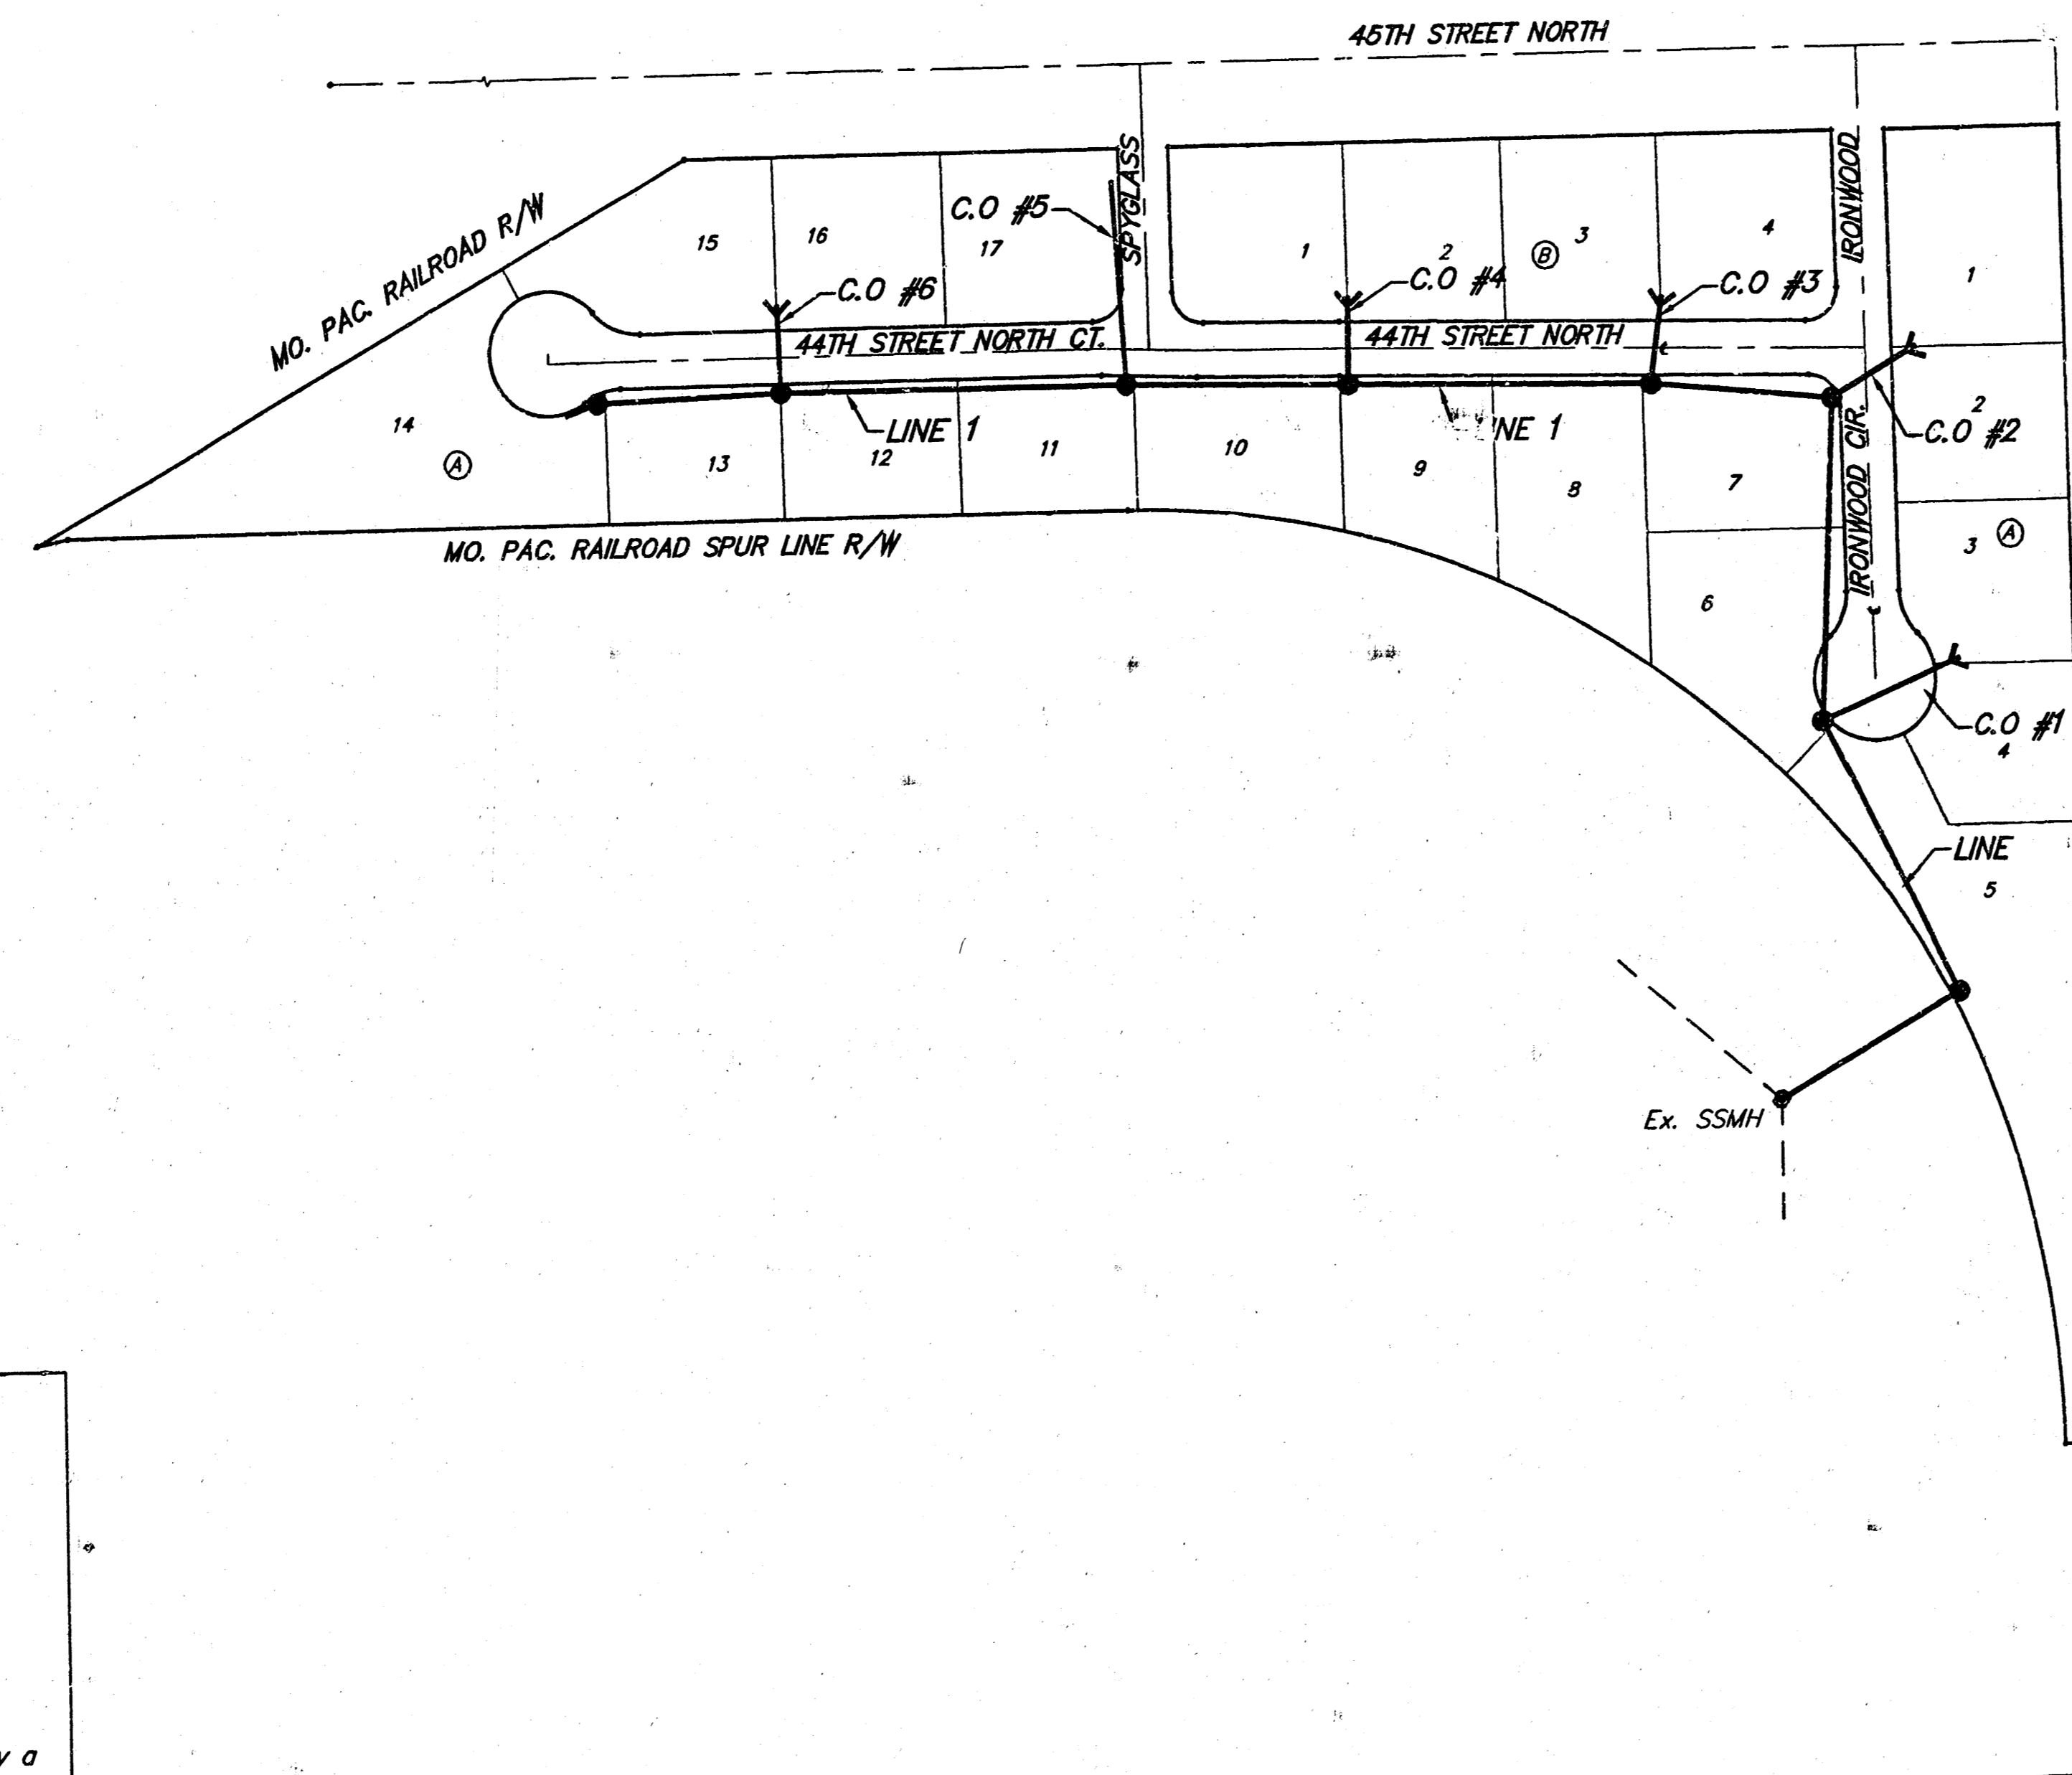 45TH STREET NORTH
MO. PAC. RAILROAD R/W
15
16
17
C.O #5
SPYGLASS
1
2
B
3
4
IRONWOOD
1
C.O #6
C.O #4
C.O #3
44TH STREET NORTH CT.
44TH STREET NORTH
14
A
13
LINE 1
12
11
10
9
NE 1
8
7
IRONWOOD CIR.
2
C.O #2
3
A
MO. PAC. RAILROAD SPUR LINE R/W
6
C.O #1
4
LINE
5
Ex. SSMH
a